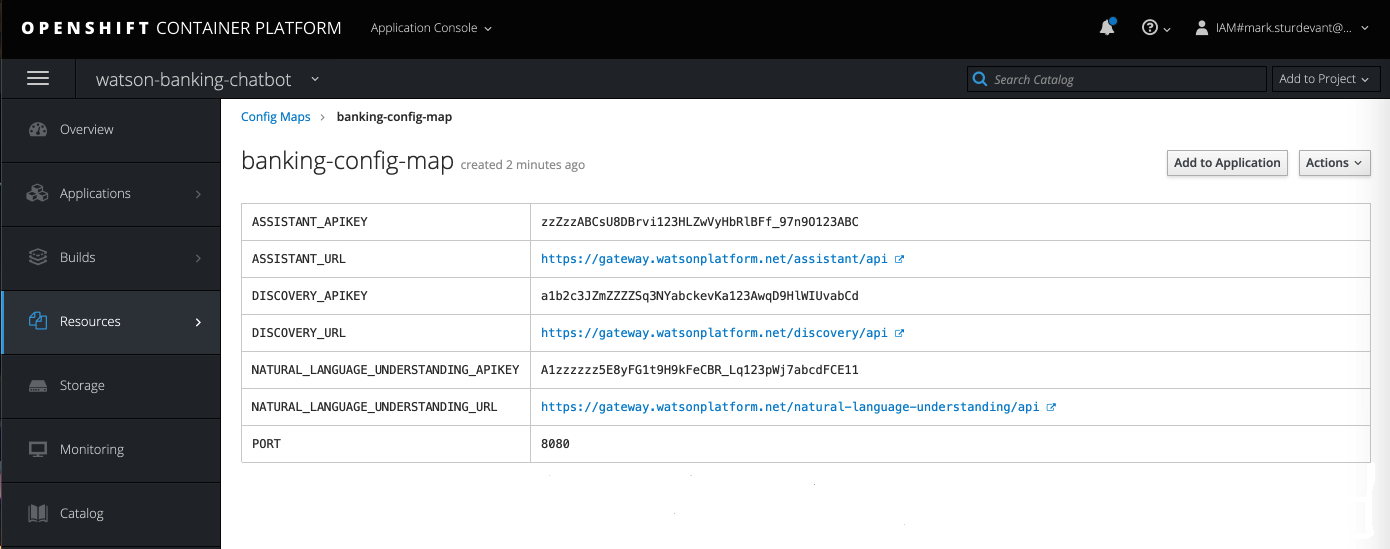 OPENSHIFT CONTAINER PLATFORM Application Console IAM#mark.sturdevant@...
watson-banking-chatbot Search Catalog Add to Project
Overview
Applications
Builds
Resources
Storage
Monitoring
Catalog
Config Maps > banking-config-map
banking-config-map created 2 minutes ago Add to Application Actions
ASSISTANT_APIKEY zzZzzABCsU8DBrvi123HLZwVyHbRlBFf_97n9O123ABC
ASSISTANT_URL https://gateway.watsonplatform.net/assistant/api
DISCOVERY_APIKEY a1b2c3JZmZZZZSq3NYabckevKa123AwqD9HlWIUvabCd
DISCOVERY_URL https://gateway.watsonplatform.net/discovery/api
NATURAL_LANGUAGE_UNDERSTANDING_APIKEY A1zzzzzz5E8yFG1t9H9kFeCBR_Lq123pWj7abcdFCE11
NATURAL_LANGUAGE_UNDERSTANDING_URL https://gateway.watsonplatform.net/natural-language-understanding/api
PORT 8080